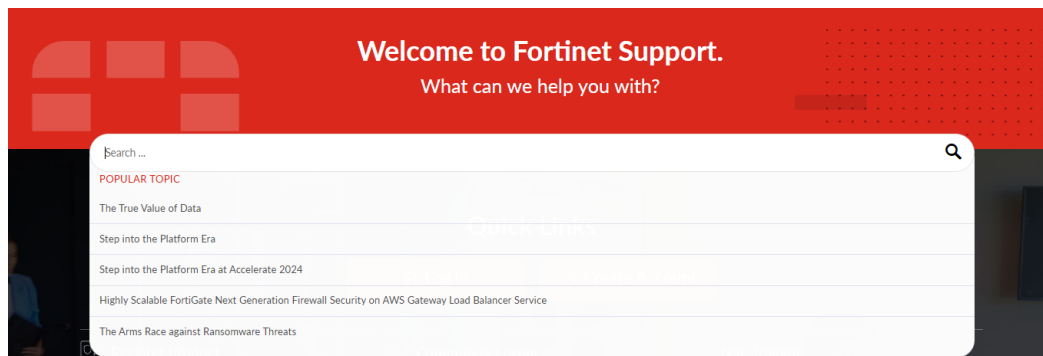 Welcome to Fortinet Support.
What can we help you with?
Search ...
POPULAR TOPIC
The True Value of Data
Quick Links
Step into the Platform Era
Step into the Platform Era at Accelerate 2024
Highly Scalable FortiGate Next Generation Firewall Security on AWS Gateway Load Balancer Service
The Arms Race against Ransomware Threats